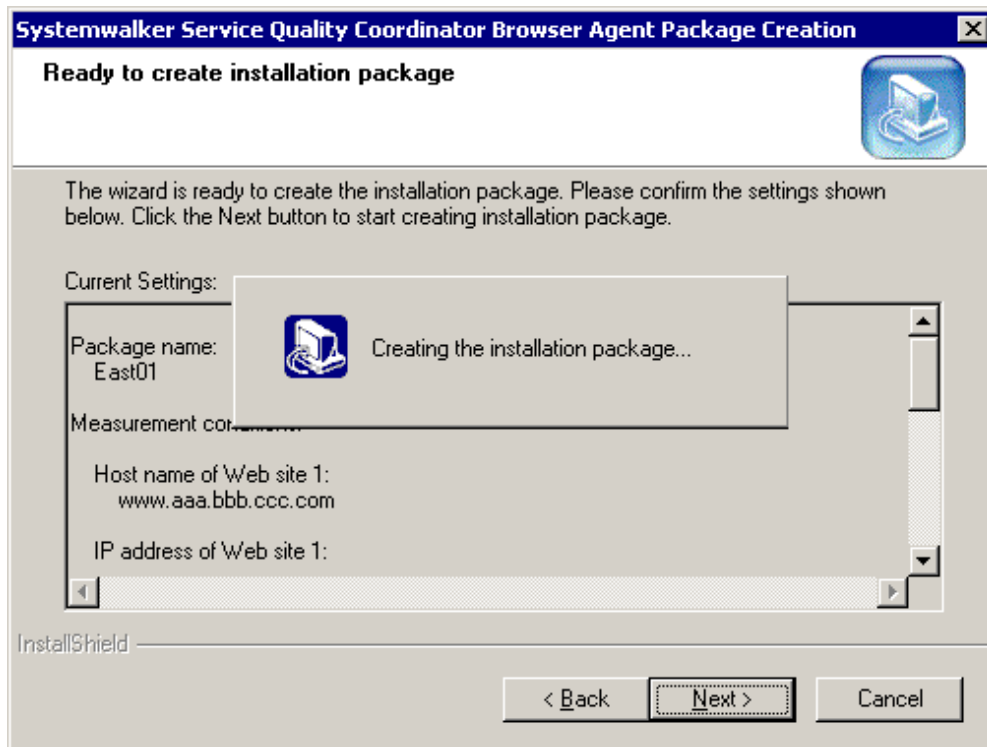 Systemwalker Service Quality Coordinator Browser Agent Package Creation
Ready to create installation package
The wizard is ready to create the installation package. Please confirm the settings shown
below. Click the Next button to start creating installation package.
Current Settings:
Creating the installation package...
Package name:
East01
Measurement
Host name of Web site 1:
www.aaa.bbb.ccc.com
IP address of Web site 1:
InstallShield
< Back
Next >
Cancel